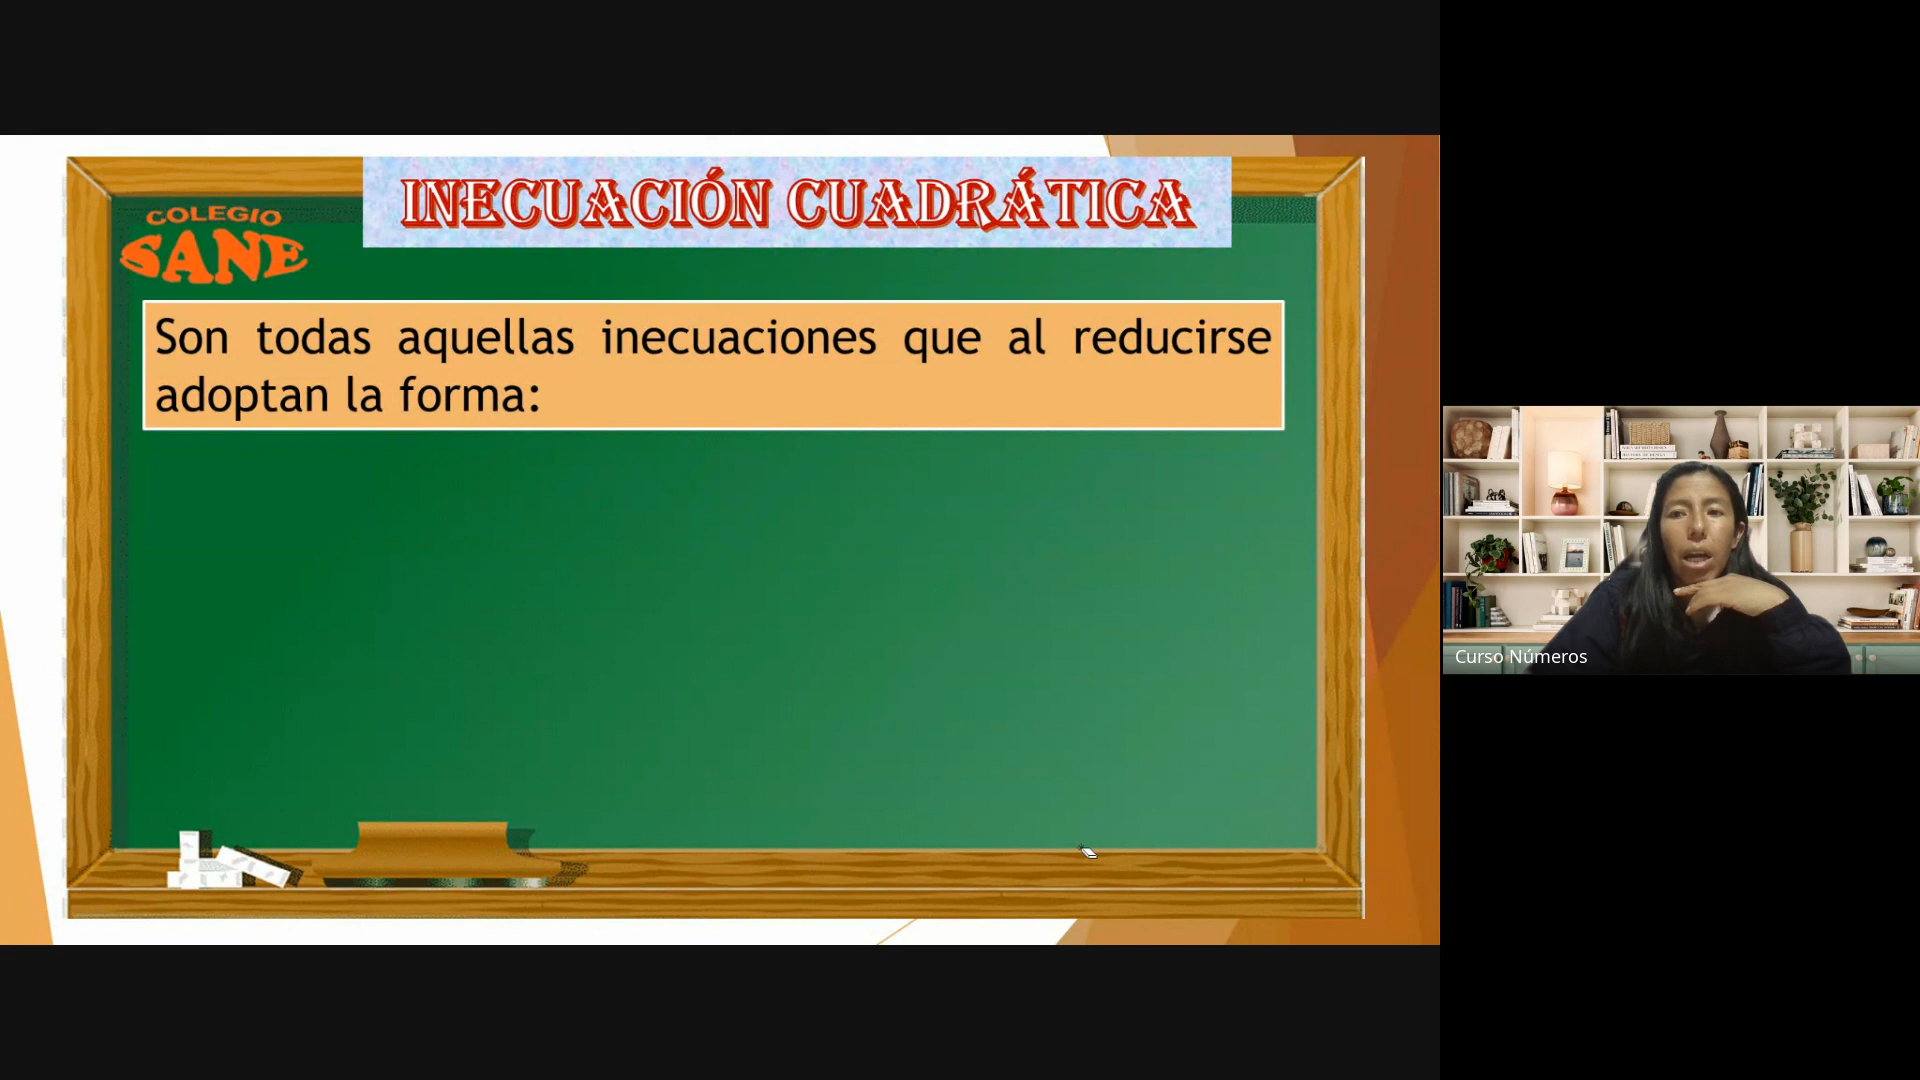 INECUACIÓN CUADRÁTICA
COLEGIO
SANE
Son todas aquellas inecuaciones que al reducirse
adoptan la forma:
Curso Números